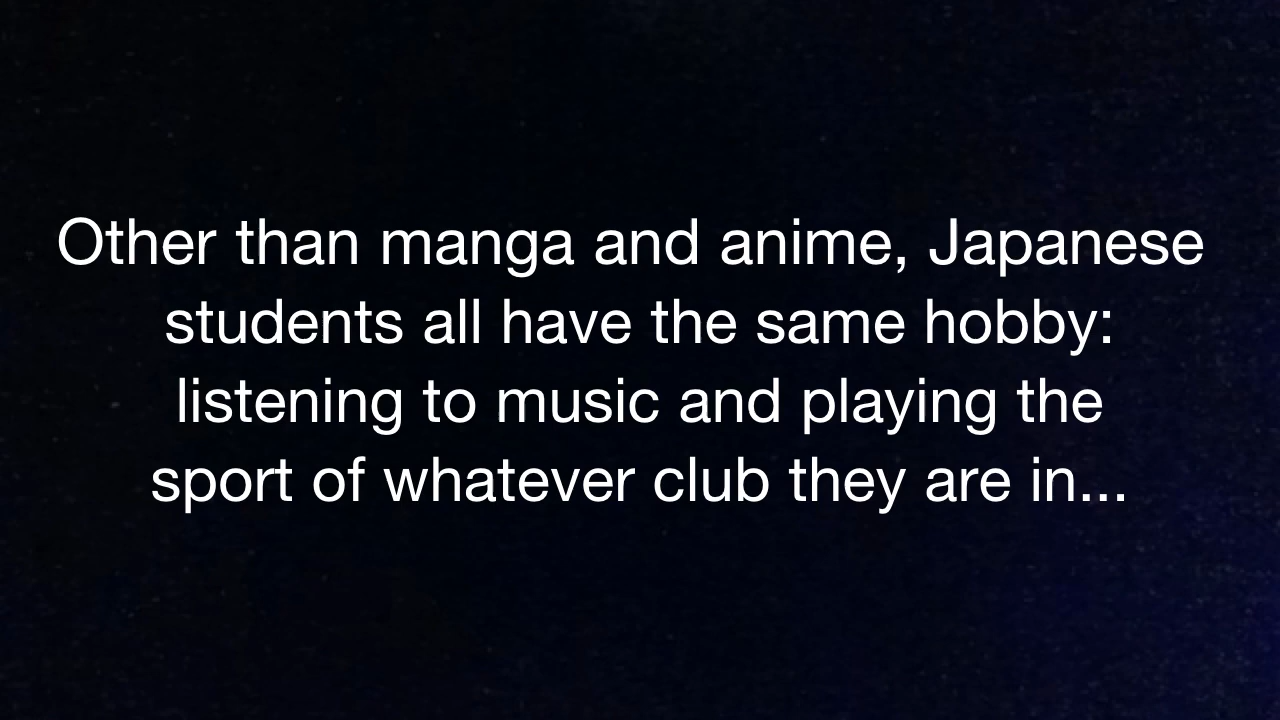 Other than manga and anime, Japanese
students all have the same hobby:
listening to music and playing the
sport of whatever club they are in...